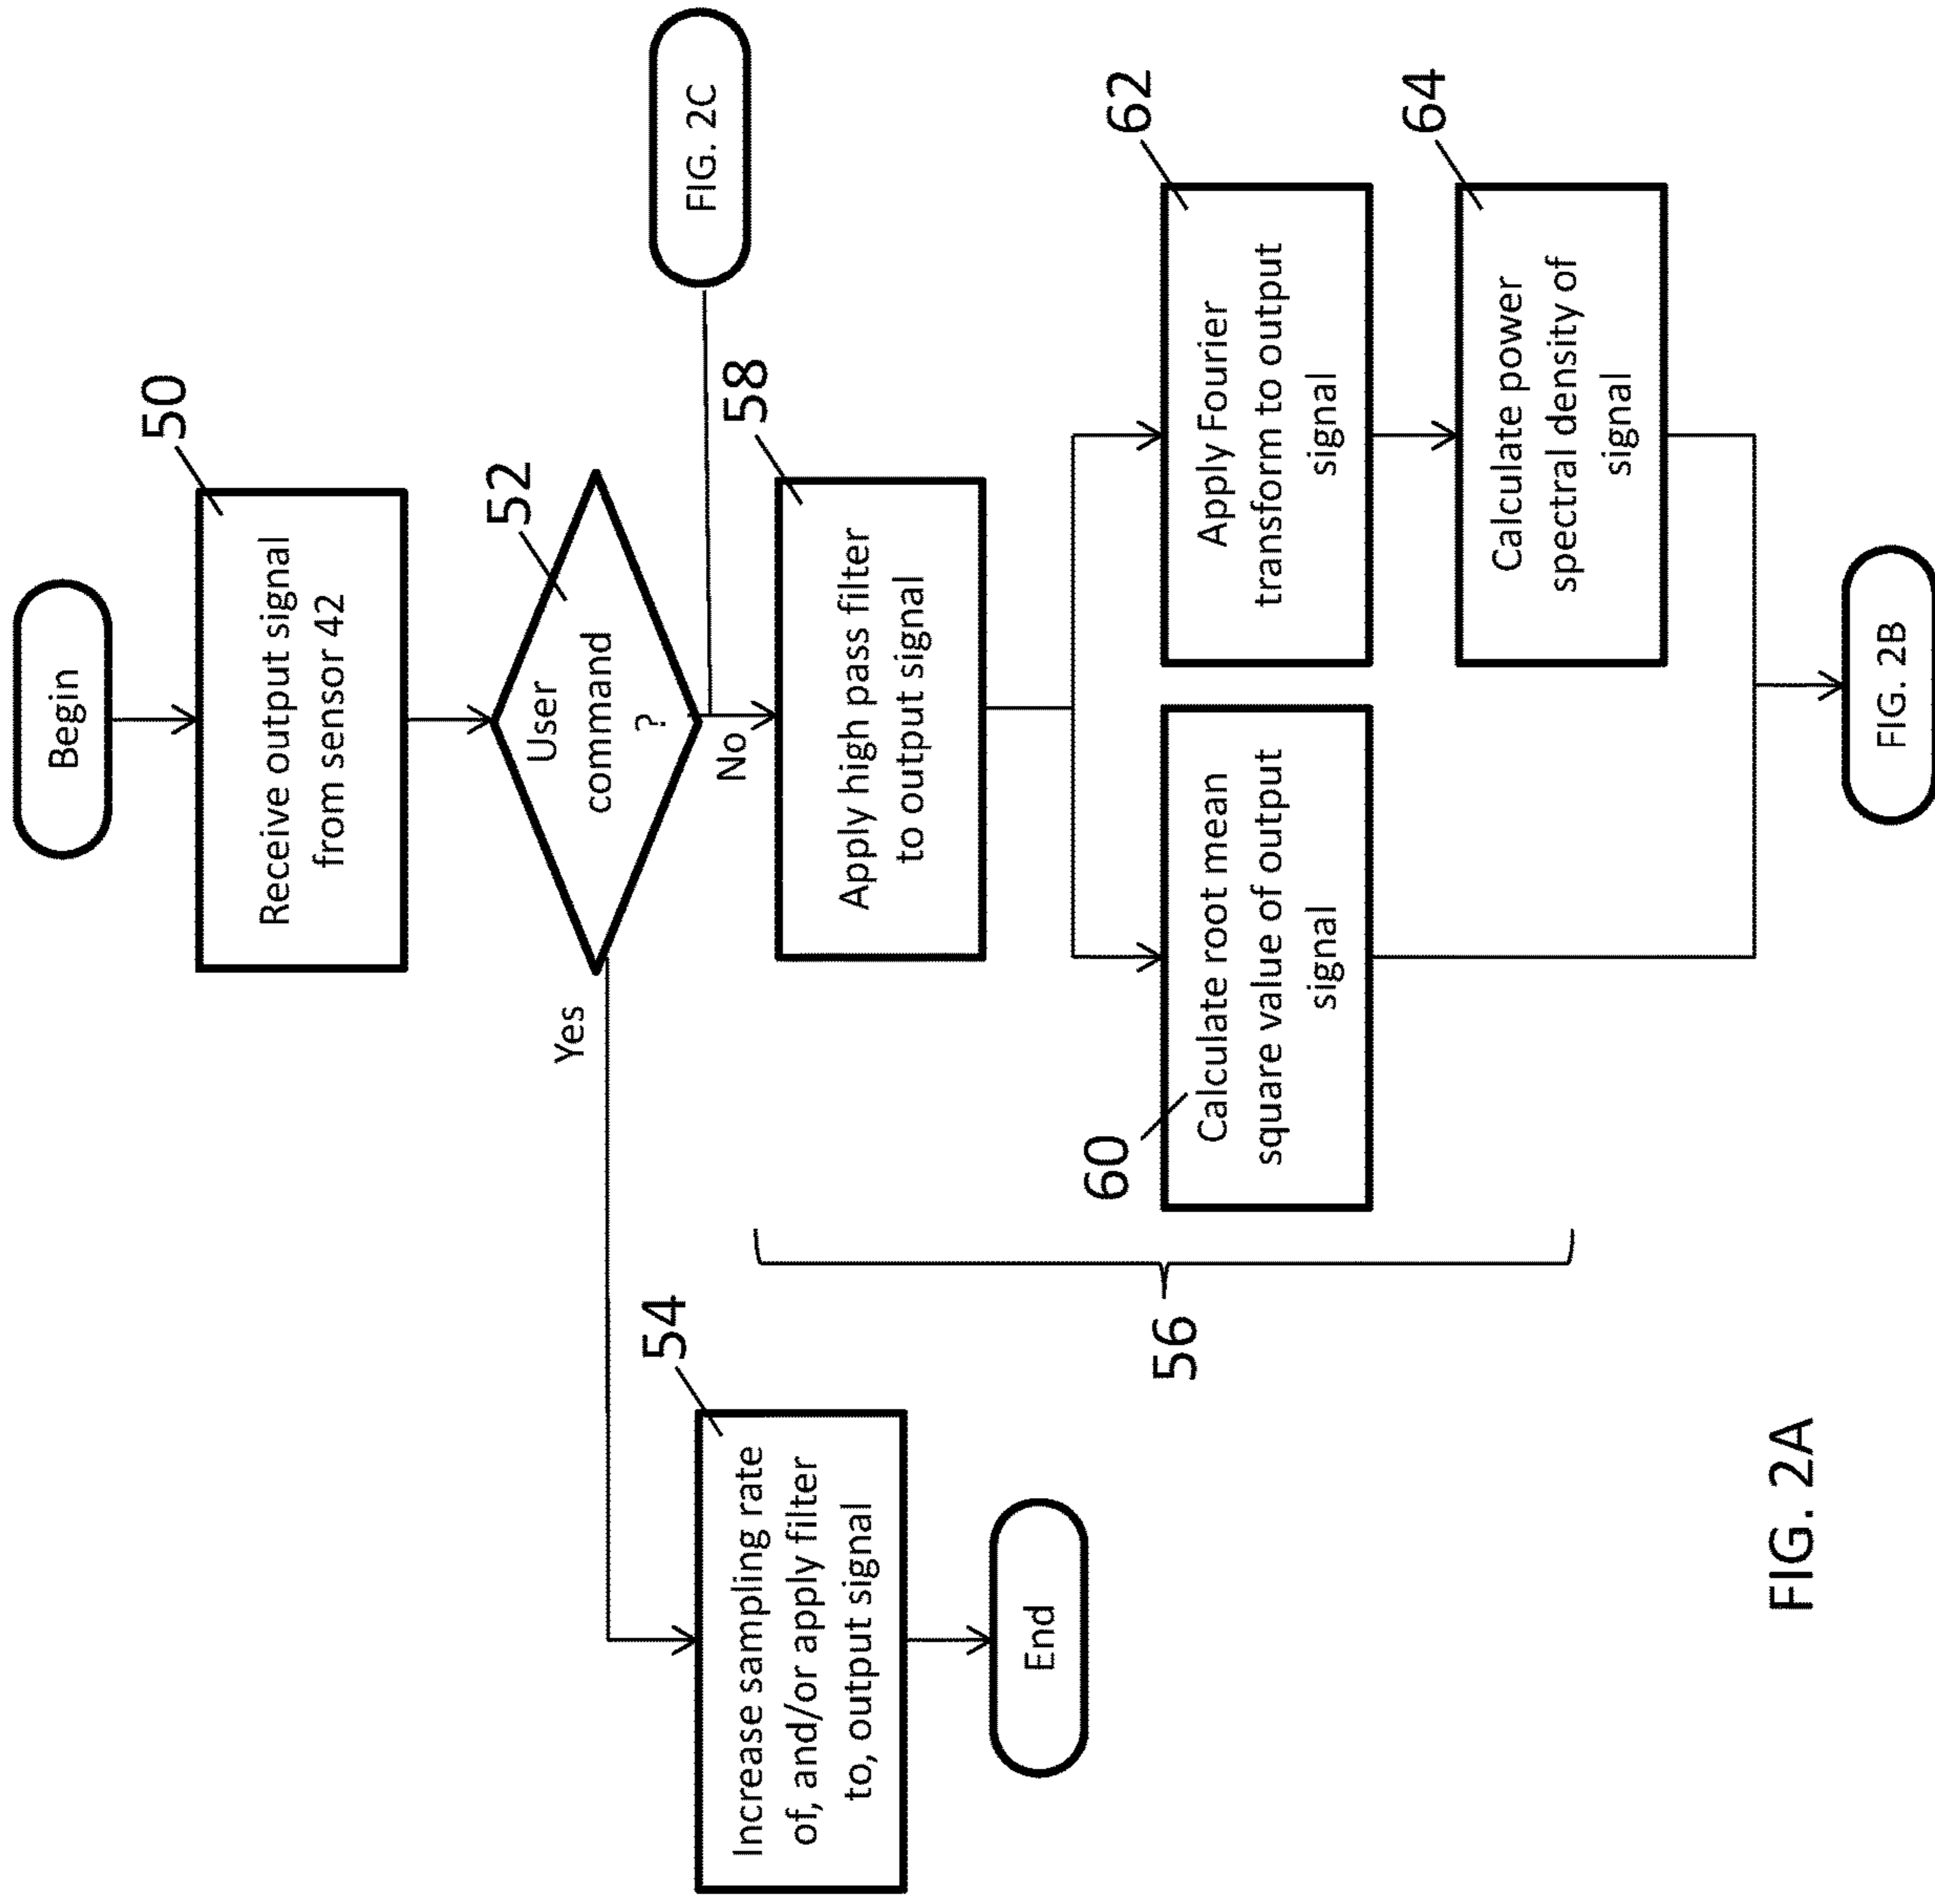 Begin
50
Receive output signal
from sensor 42
52
User
command
?
Yes
No
FIG. 2C
54
Increase sampling rate
of, and/or apply filter
to, output signal
End
58
Apply high pass filter
to output signal
56
60
Calculate root mean
square value of output
signal
62
Apply Fourier
transform to output
signal
64
Calculate power
spectral density of
signal
FIG. 2B
FIG. 2A